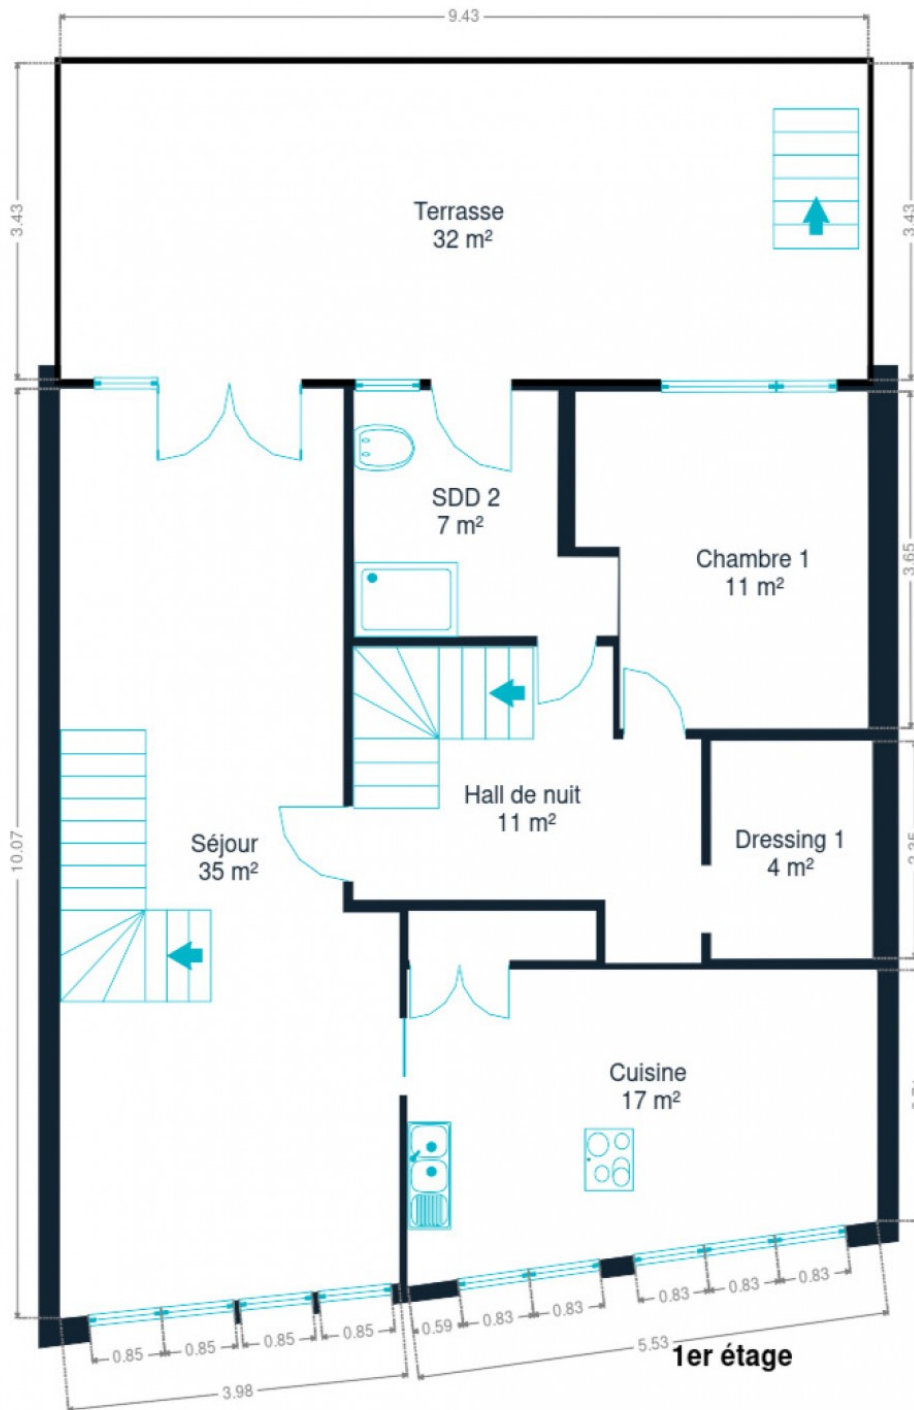 9.43
3.43
3.43
Terrasse
32 m²
SDD 2
7 m²
Chambre 1
11 m²
3.65
Hall de nuit
11 m²
Dressing 1
4 m²
Séjour
35 m²
10.07
Cuisine
17 m²
0.85
0.85
0.85
0.85
0.59
0.83
0.83
0.83
0.83
0.83
3.98
5.53
1er étage